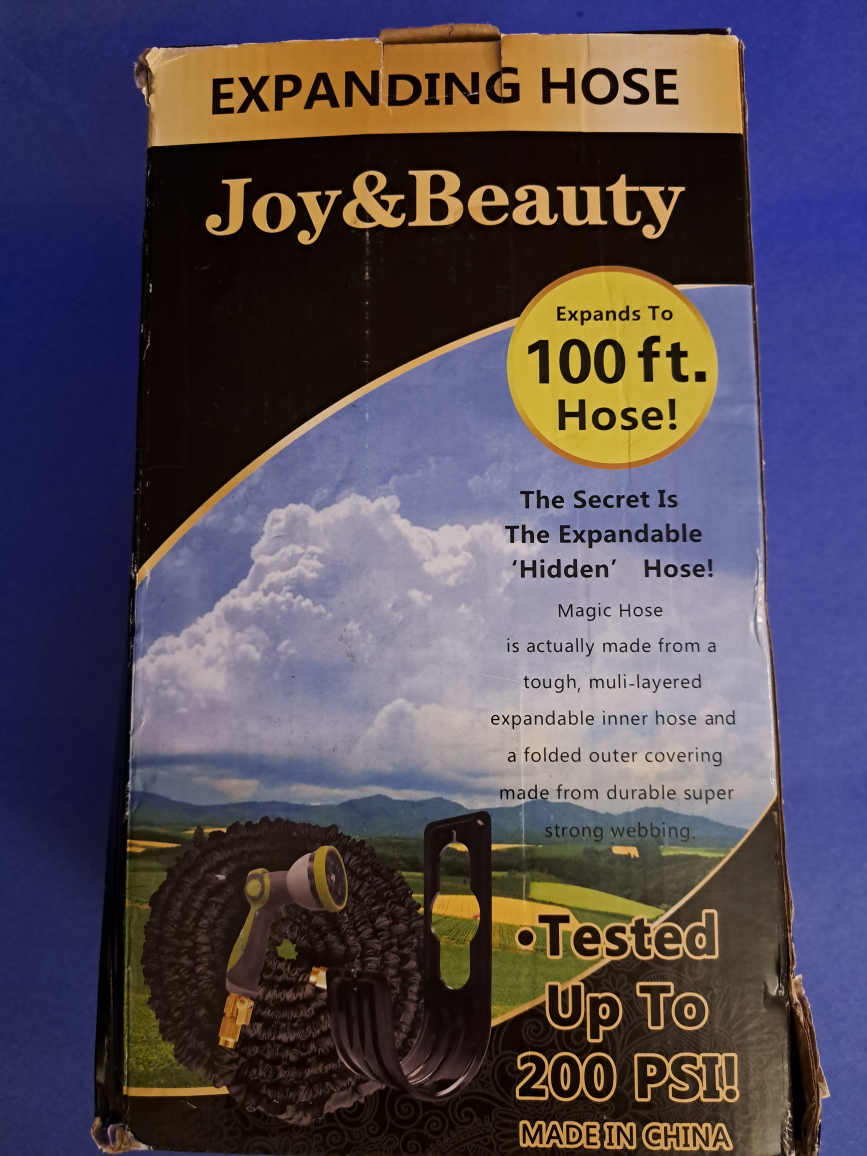 EXPANDING HOSE
Joy&Beauty
Expands To
100 ft.
Hose!
The Secret Is
The Expandable
‘Hidden’ Hose!
Magic Hose
is actually made from a
tough, muli-layered
expandable inner hose and
a folded outer covering
made from durable super
strong webbing.
•Tested
Up To
200 PSI!
MADE IN CHINA